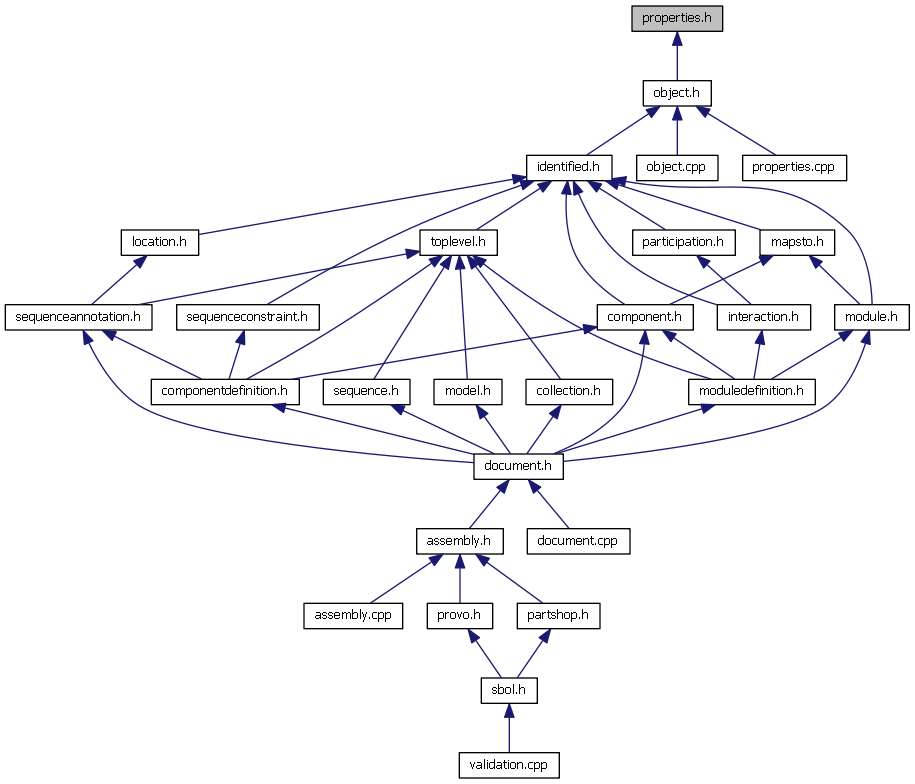 properties.h
object.h
identified.h
object.cpp
properties.cpp
location.h
toplevel.h
participation.h
mapsto.h
sequenceannotation.h
sequenceconstraint.h
component.h
interaction.h
module.h
componentdefinition.h
sequence.h
model.h
collection.h
moduledefinition.h
document.h
assembly.h
document.cpp
assembly.cpp
provo.h
partshop.h
sbol.h
validation.cpp